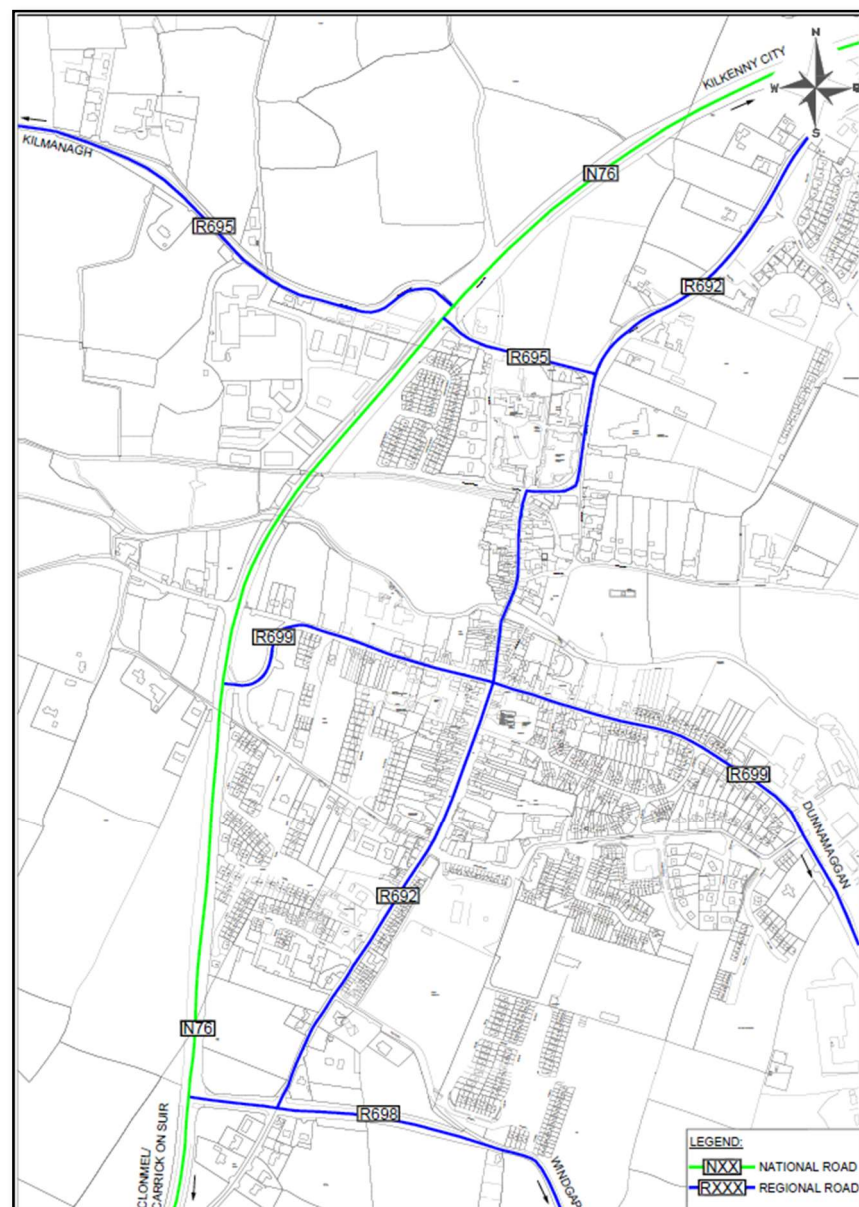 N
KILKENNY CITY
W
E
S
KILMANAGH
N76
R695
R692
R695
R699
R699
DUNNAMAGGAN
R692
N76
R698
CLONMEL/
CARRICK ON SUIR
WINDGAP
LEGEND:
NXX NATIONAL ROAD
RXXX REGIONAL ROAD